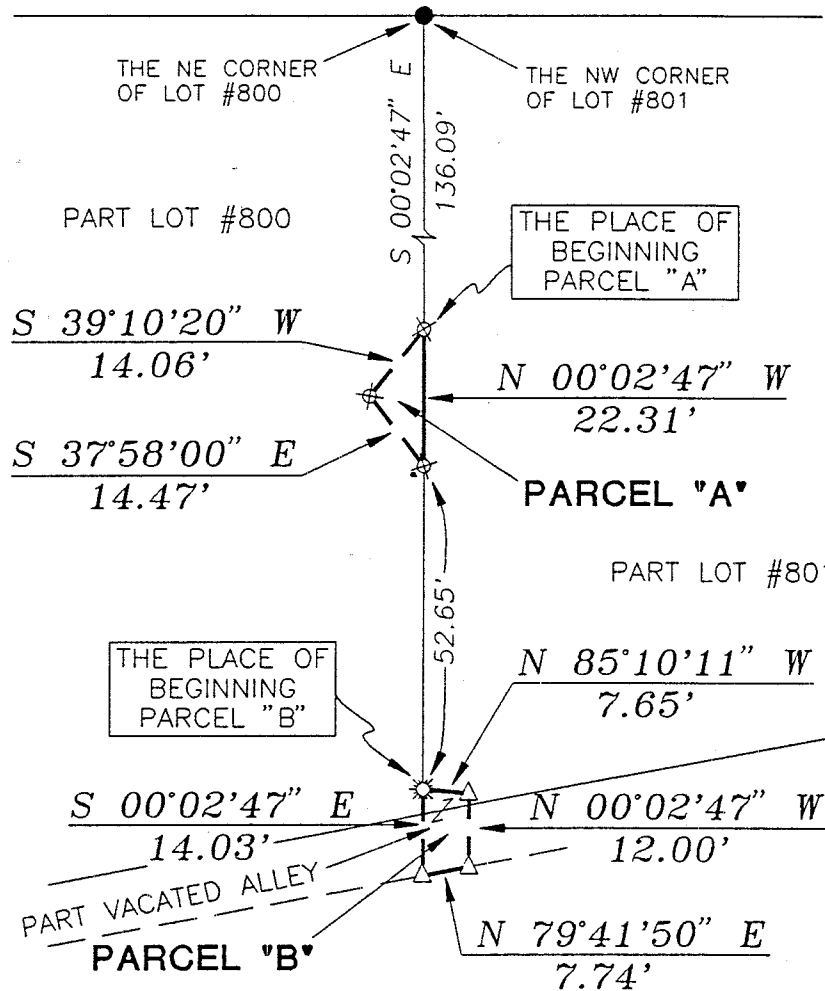 THE NE CORNER
OF LOT #800
THE NW CORNER
OF LOT #801
S 00°02'47" E
136.09'
PART LOT #800
THE PLACE OF
BEGINNING
PARCEL "A"
S 39°10'20" W
14.06'
N 00°02'47" W
22.31'
S 37°58'00" E
14.47'
PARCEL "A"
52.65'
PART LOT #801
THE PLACE OF
BEGINNING
PARCEL "B"
N 85°10'11" W
7.65'
S 00°02'47" E
14.03'
N 00°02'47" W
12.00'
Z
PART VACATED ALLEY
PARCEL "B"
N 79°41'50" E
7.74'